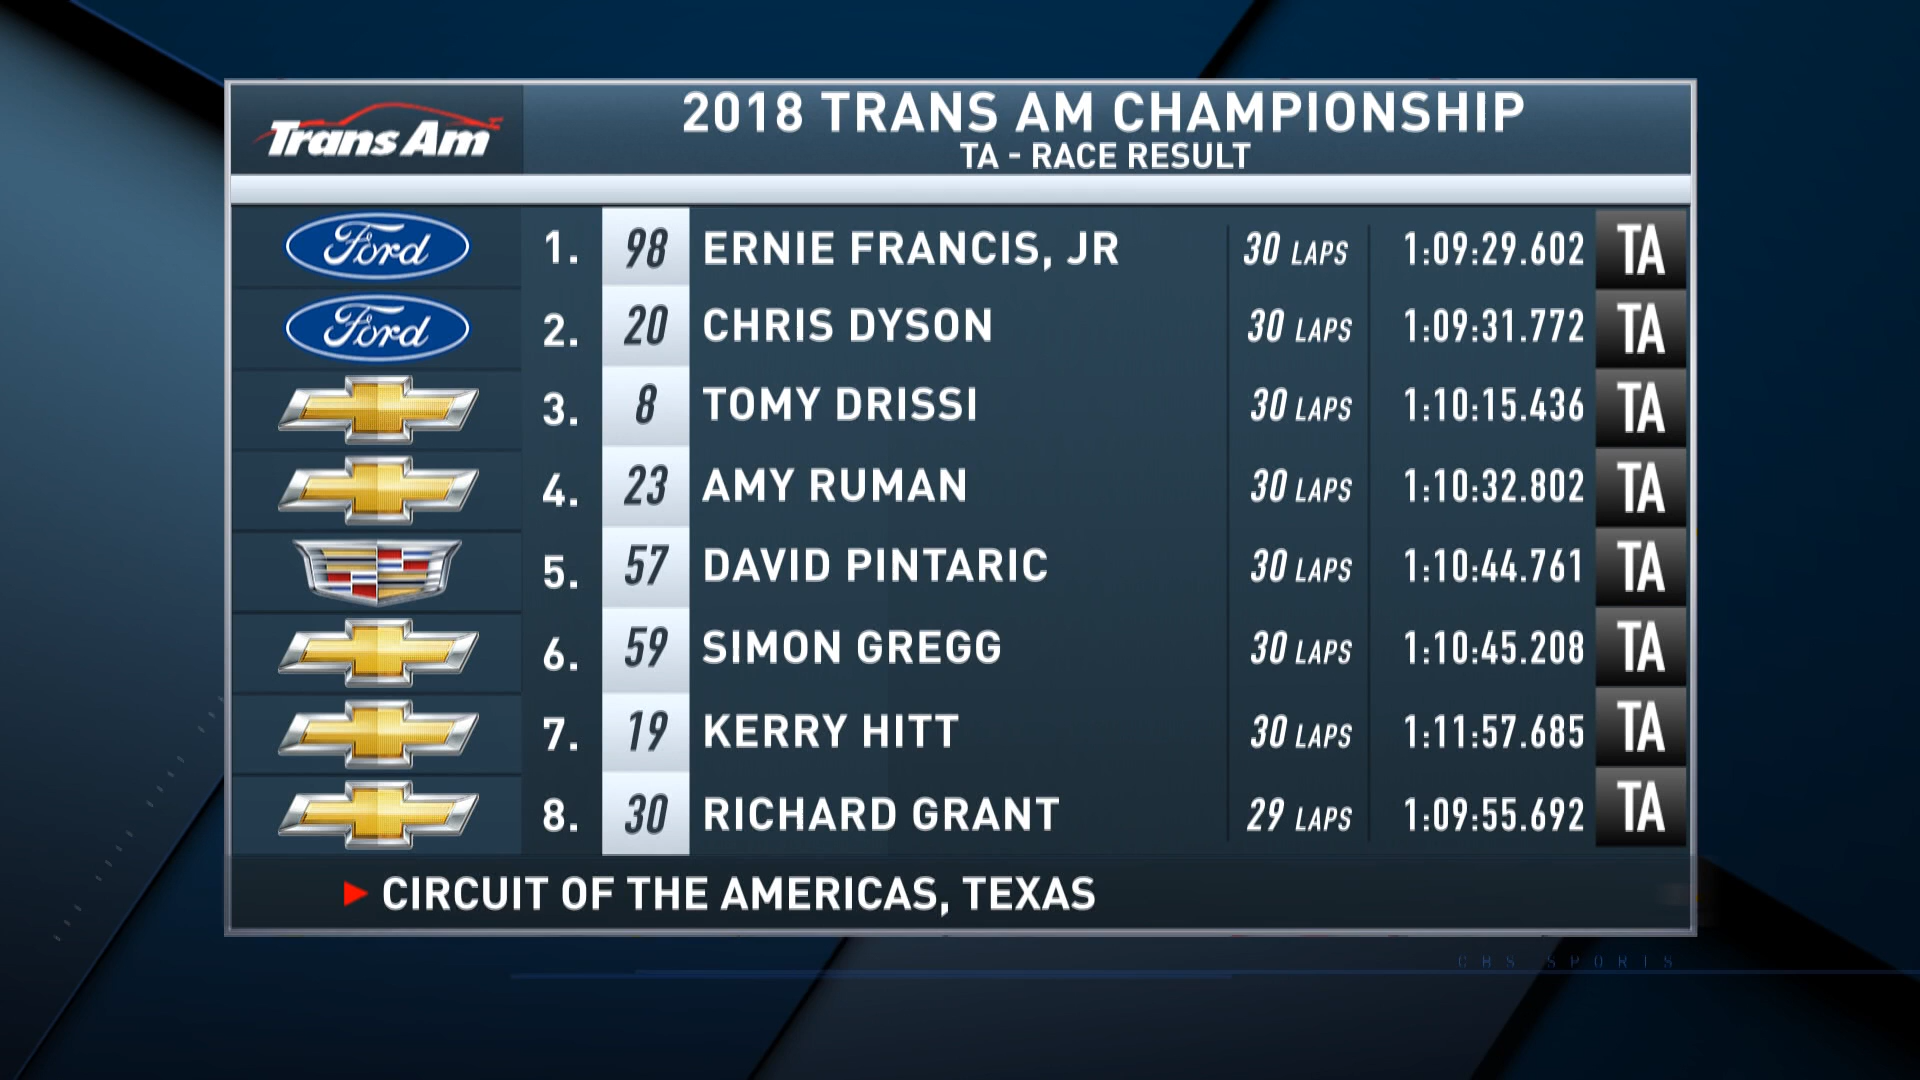 Trans Am
2018 TRANS AM CHAMPIONSHIP
TA - RACE RESULT
Ford 1. 98 ERNIE FRANCIS, JR 30 LAPS 1:09:29.602 TA
Ford 2. 20 CHRIS DYSON 30 LAPS 1:09:31.772 TA
3. 8 TOMY DRISSI 30 LAPS 1:10:15.436 TA
4. 23 AMY RUMAN 30 LAPS 1:10:32.802 TA
5. 57 DAVID PINTARIC 30 LAPS 1:10:44.761 TA
6. 59 SIMON GREGG 30 LAPS 1:10:45.208 TA
7. 19 KERRY HITT 30 LAPS 1:11:57.685 TA
8. 30 RICHARD GRANT 29 LAPS 1:09:55.692 TA
CIRCUIT OF THE AMERICAS, TEXAS
CBS SPORTS